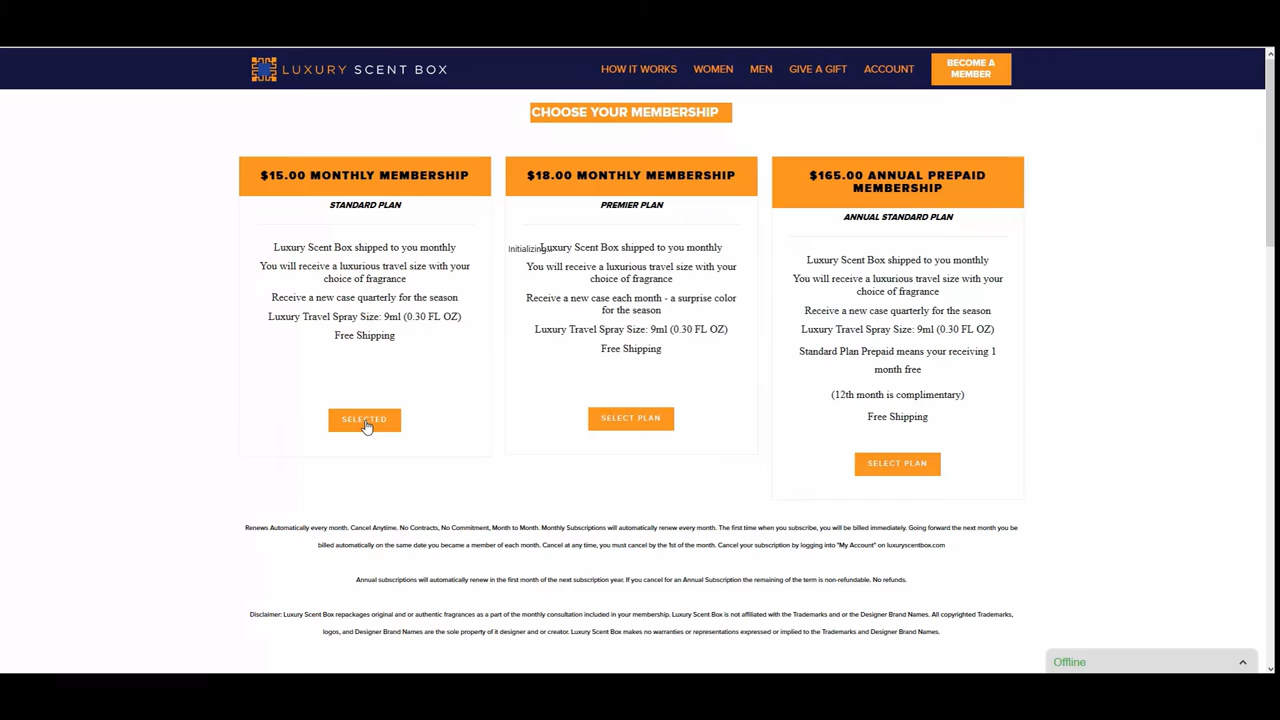 LUXURY SCENT BOX
HOW IT WORKS WOMEN MEN GIVE A GIFT ACCOUNT
BECOME A
MEMBER
CHOOSE YOUR MEMBERSHIP
$15.00 MONTHLY MEMBERSHIP
STANDARD PLAN
Luxury Scent Box shipped to you monthly
You will receive a luxurious travel size with your
choice of fragrance
Receive a new case quarterly for the season
Luxury Travel Spray Size: 9ml (0.30 FL OZ)
Free Shipping
SELECTED
$18.00 MONTHLY MEMBERSHIP
PREMIER PLAN
Initializing...
Luxury Scent Box shipped to you monthly
You will receive a luxurious travel size with your
choice of fragrance
Receive a new case each month - a surprise color
for the season
Luxury Travel Spray Size: 9ml (0.30 FL OZ)
Free Shipping
SELECT PLAN
$165.00 ANNUAL PREPAID
MEMBERSHIP
ANNUAL STANDARD PLAN
Luxury Scent Box shipped to you monthly
You will receive a luxurious travel size with your
choice of fragrance
Receive a new case quarterly for the season
Luxury Travel Spray Size: 9ml (0.30 FL OZ)
Standard Plan Prepaid means your receiving 1
month free
(12th month is complimentary)
Free Shipping
SELECT PLAN
Renews Automatically every month. Cancel Anytime. No Contracts, No Commitment, Month to Month. Monthly Subscriptions will automatically renew every month. The first time when you subscribe, you will be billed immediately. Going forward the next month you be
billed automatically on the same date you became a member of each month. Cancel at any time, you must cancel by the 1st of the month. Cancel your subscription by logging into "My Account" on luxuryscentbox.com
Annual subscriptions will automatically renew in the first month of the next subscription year. If you cancel for an Annual Subscription the remaining of the term is non-refundable. No refunds.
Disclaimer: Luxury Scent Box repackages original and or authentic fragrances as a part of the monthly consultation included in your membership. Luxury Scent Box is not affiliated with the Trademarks and or the Designer Brand Names. All copyrighted Trademarks,
logos, and Designer Brand Names are the sole property of it designer and or creator. Luxury Scent Box makes no warranties or representations expressed or implied to the Trademarks and Designer Brand Names.
Offline